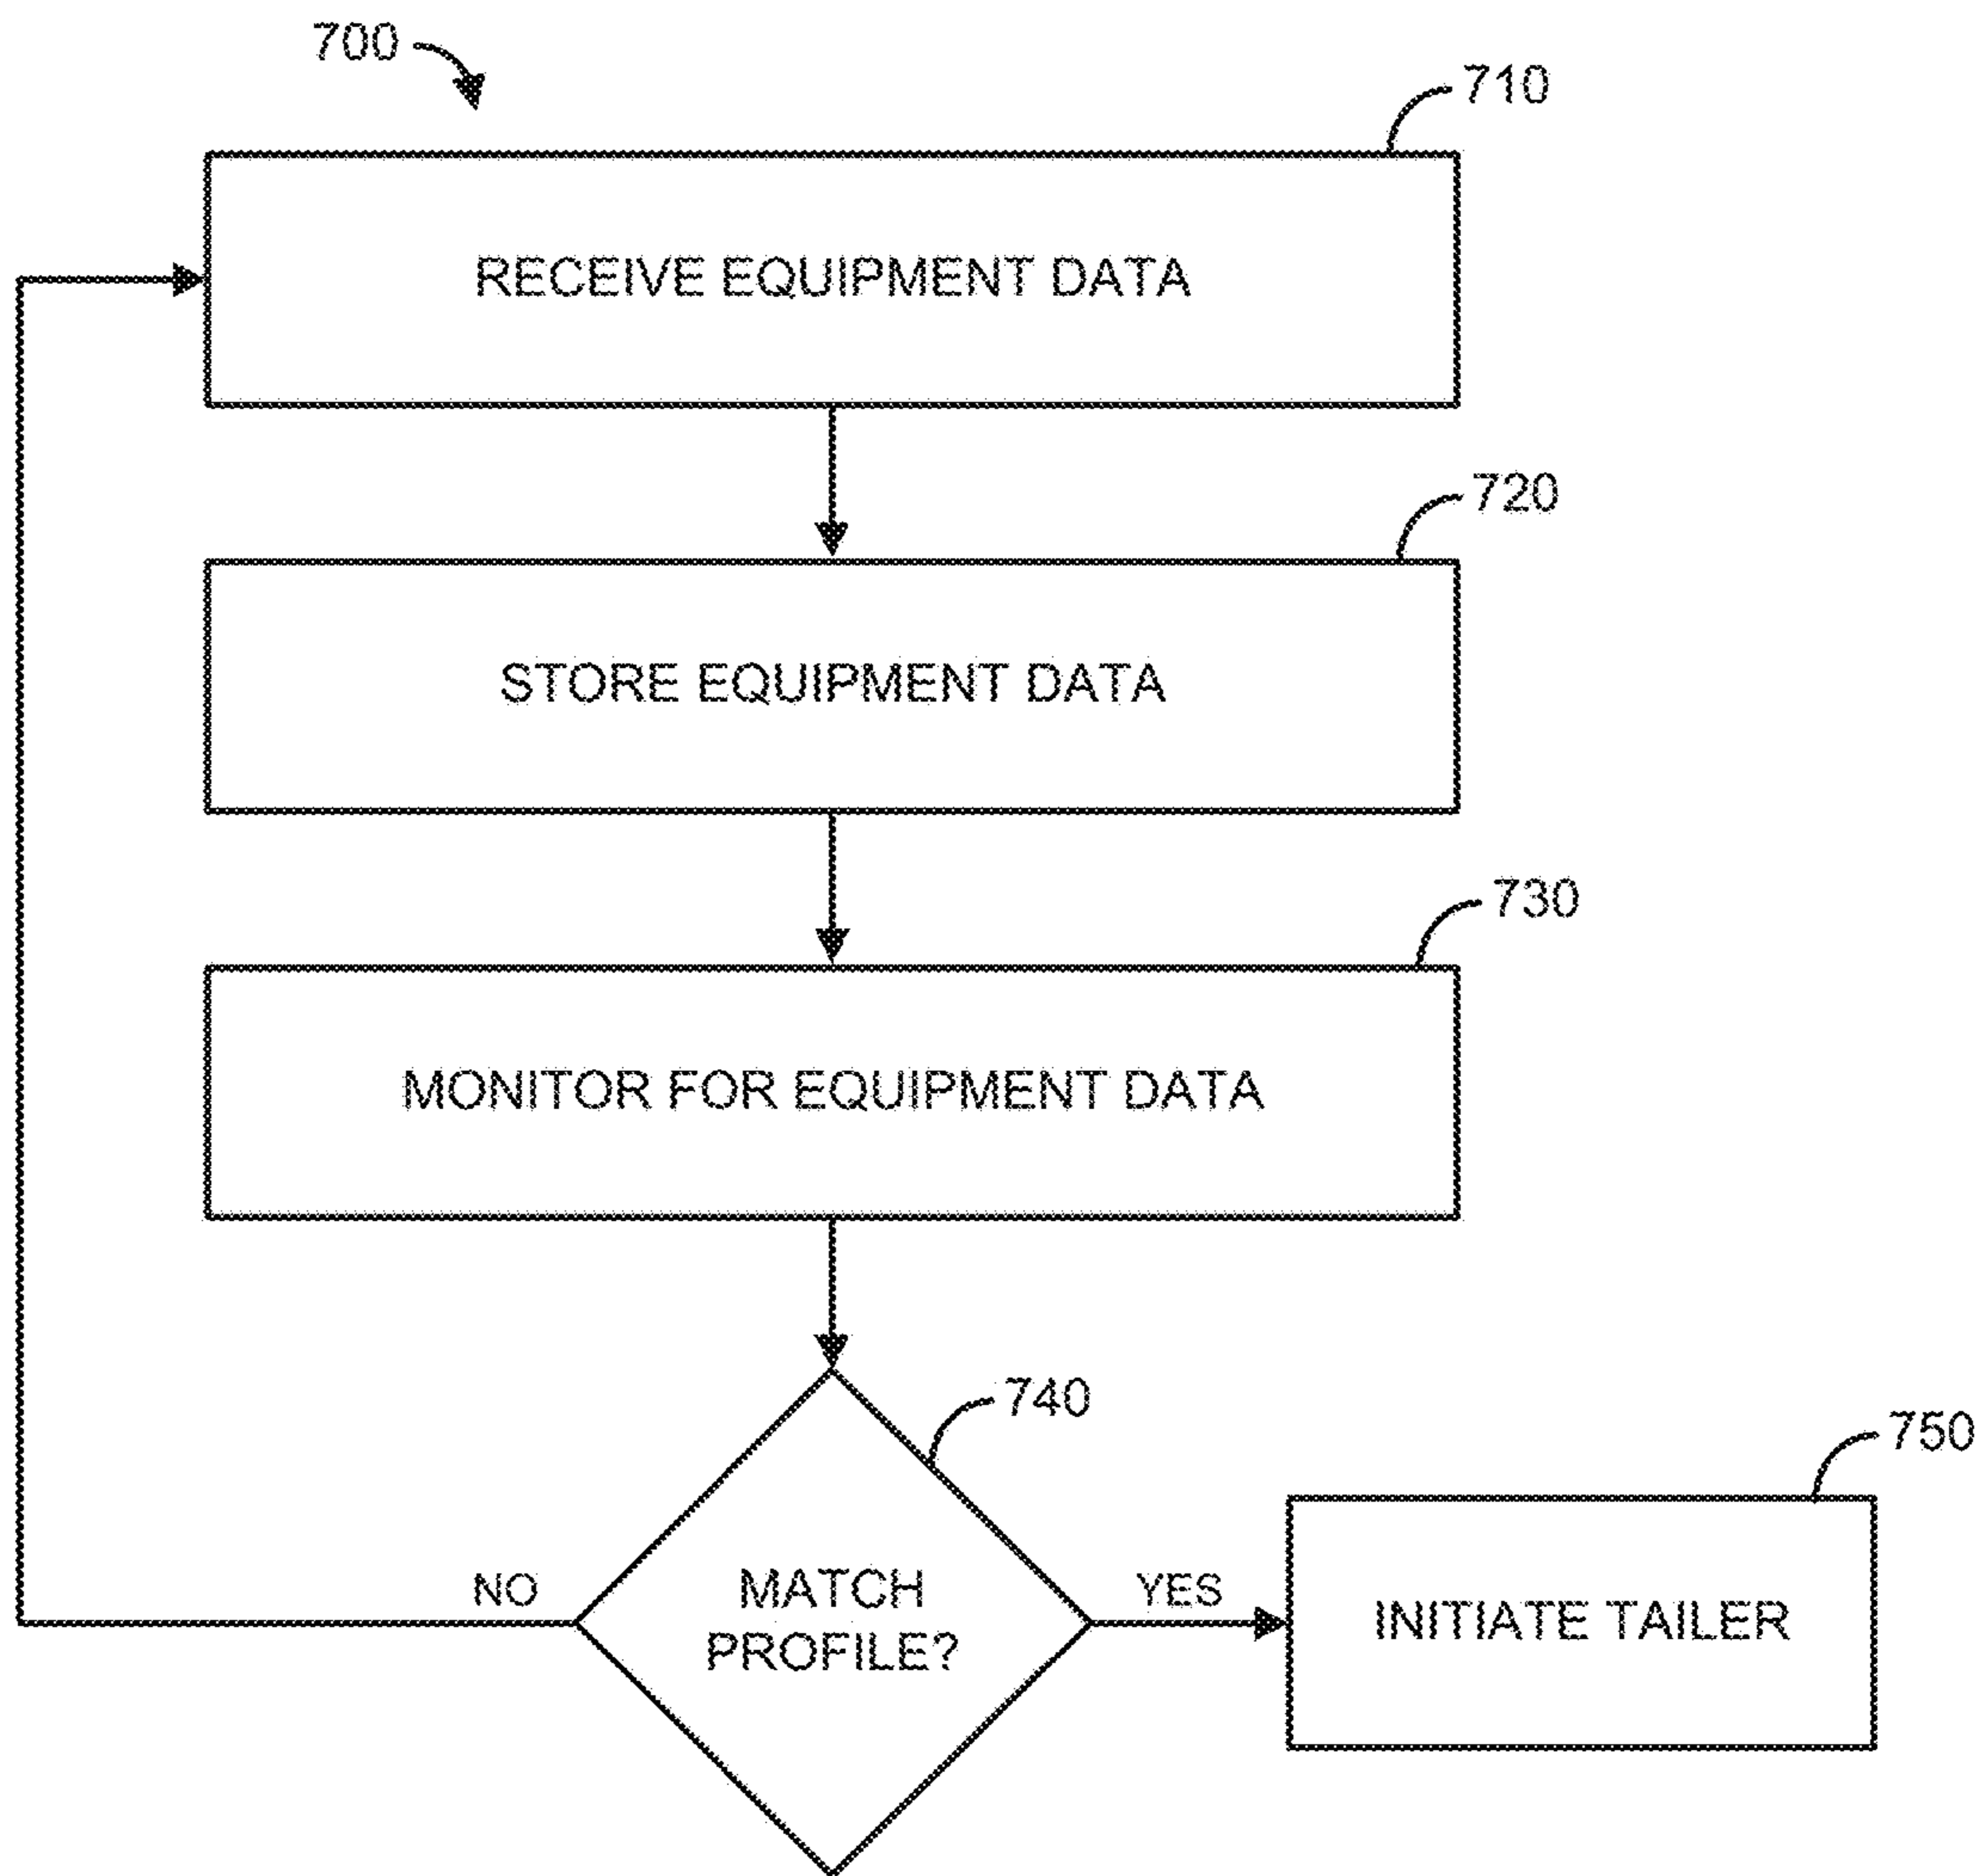 700
710
RECEIVE EQUIPMENT DATA
720
STORE EQUIPMENT DATA
730
MONITOR FOR EQUIPMENT DATA
740
750
NO
MATCH
PROFILE?
YES
INITIATE TAILER